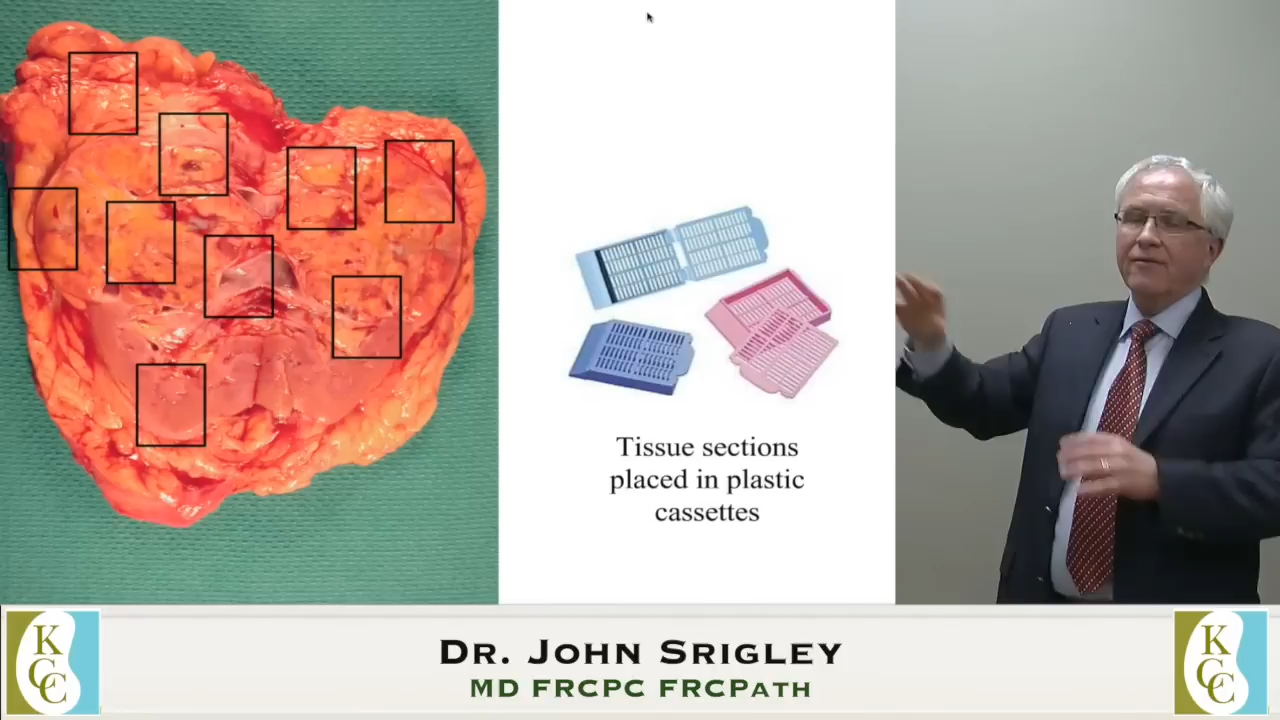 Tissue sections
placed in plastic
cassettes
Dr. John Srigley
MD FRCPC FRCPath
KCC
KCC